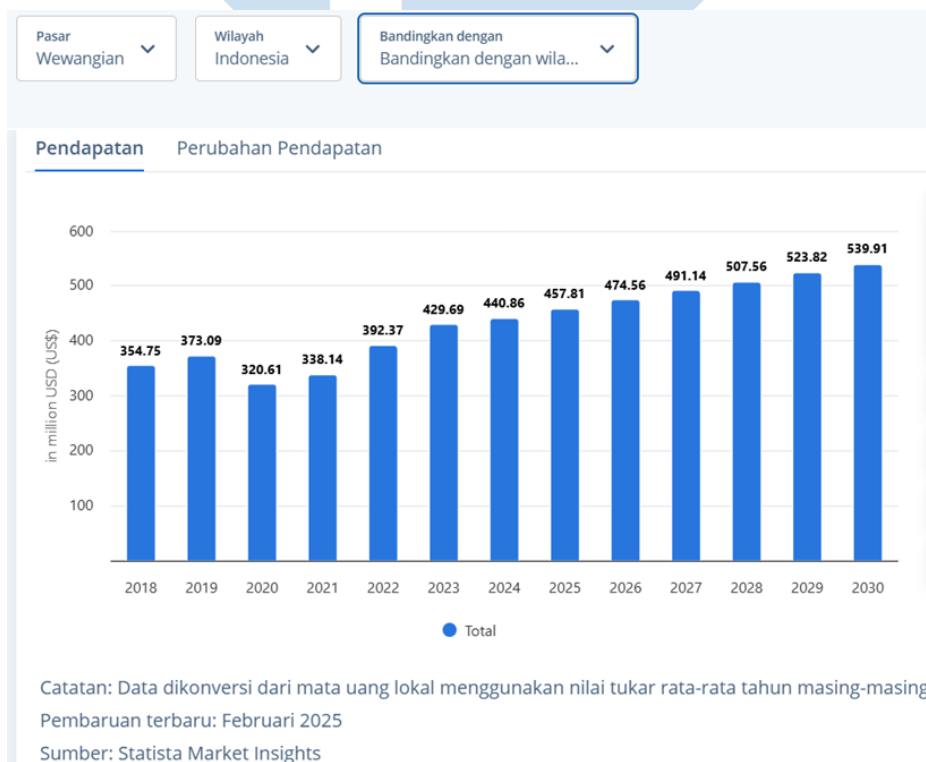 Pasar
Wewangian
Wilayah
Indonesia
Bandingkan dengan
Bandingkan dengan wila...
Pendapatan Perubahan Pendapatan
in million USD (US$)
600
500
400
300
200
100
354.75
373.09
320.61
338.14
392.37
429.69
440.86
457.81
474.56
491.14
507.56
523.82
539.91
2018 2019 2020 2021 2022 2023 2024 2025 2026 2027 2028 2029 2030
Total
Catatan: Data dikonversi dari mata uang lokal menggunakan nilai tukar rata-rata tahun masing-masing
Pembaruan terbaru: Februari 2025
Sumber: Statista Market Insights